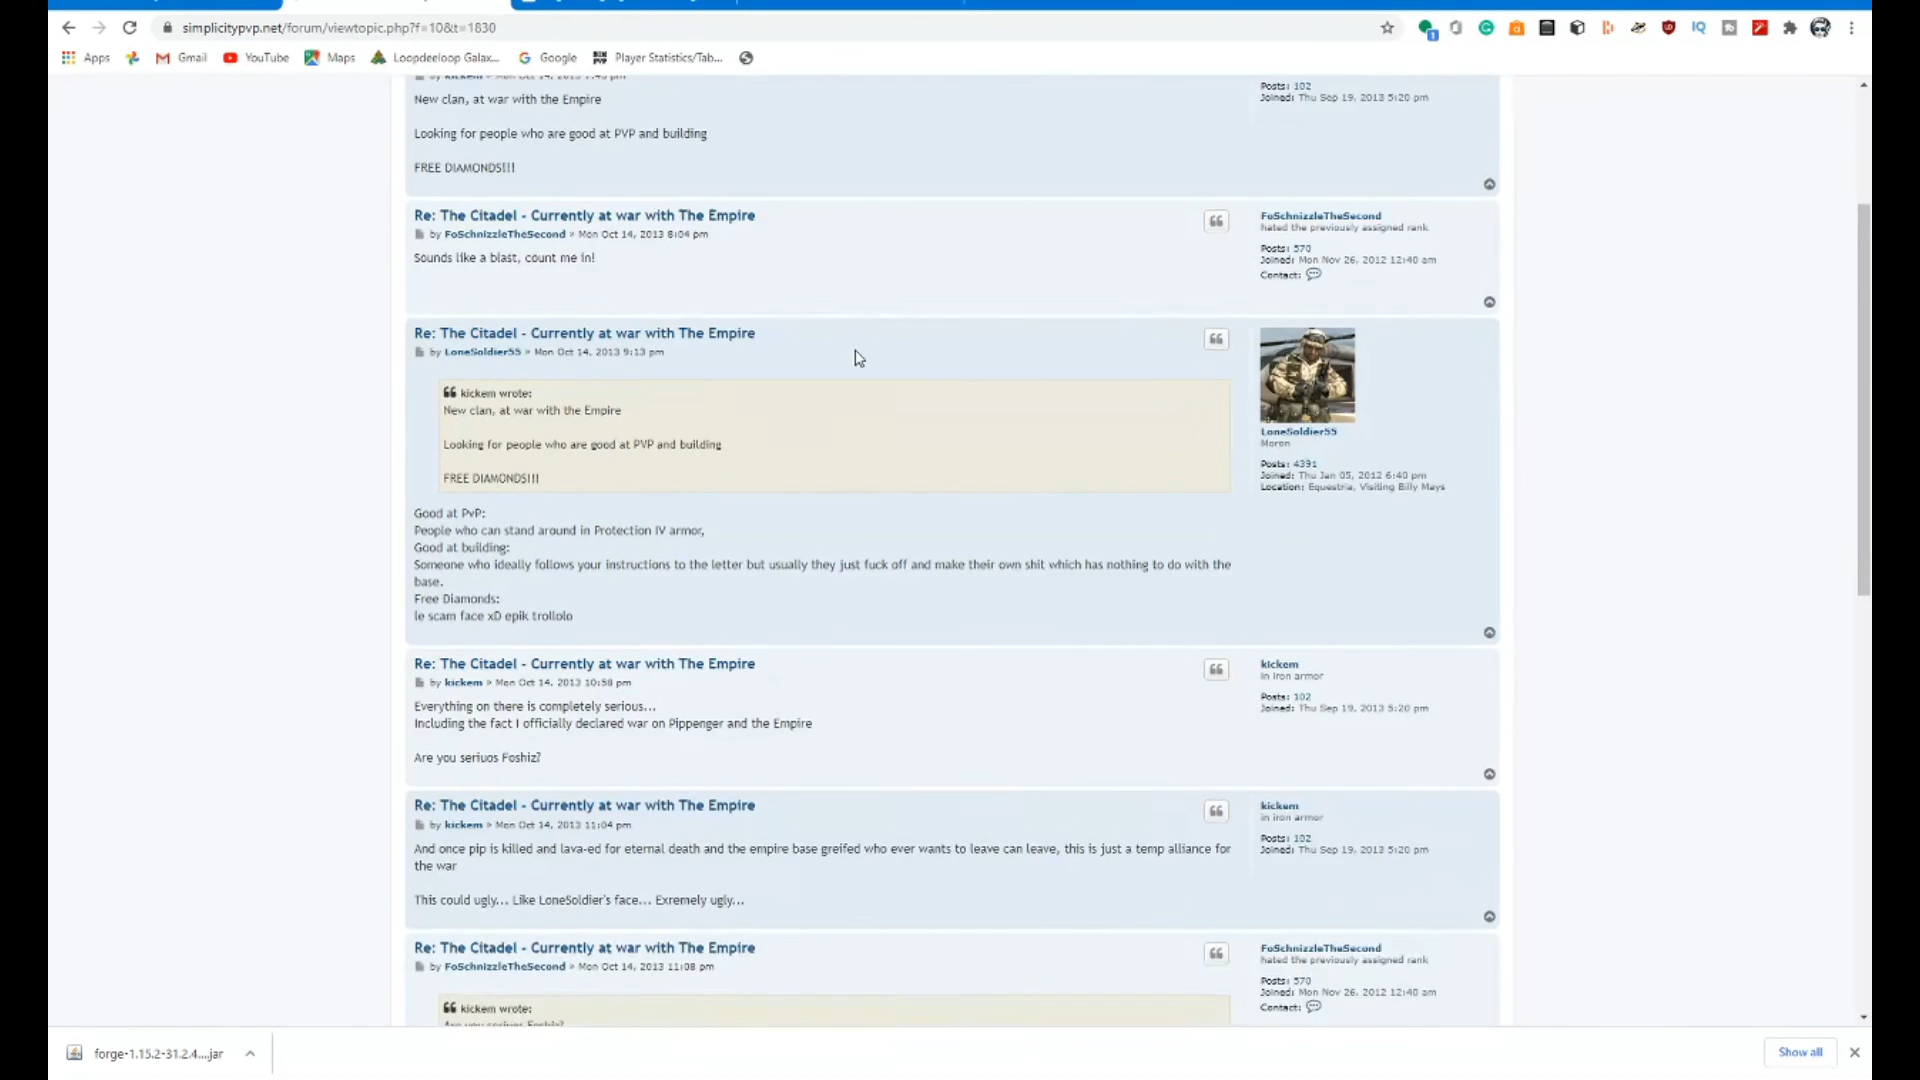 simplicitypvp.net/forum/viewtopic.php?f=10&t=1830
Apps
Gmail
YouTube
Maps
Loopdeeloop Galax...
Google
Player Statistics/Tab...
by kickem » Mon Oct 14, 2013 7:45 pm
New clan, at war with the Empire
Looking for people who are good at PVP and building
FREE DIAMONDS!!!
Posts: 102
Joined: Thu Sep 19, 2013 5:20 pm
Re: The Citadel - Currently at war with The Empire
by FoSchnizzleTheSecond » Mon Oct 14, 2013 8:04 pm
Sounds like a blast, count me in!
FoSchnizzleTheSecond
hated the previously assigned rank
Posts: 570
Joined: Mon Nov 26, 2012 12:40 am
Contact:
Re: The Citadel - Currently at war with The Empire
by LoneSoldier55 » Mon Oct 14, 2013 9:13 pm
kickem wrote:
New clan, at war with the Empire
Looking for people who are good at PVP and building
FREE DIAMONDS!!!
Good at PvP:
People who can stand around in Protection IV armor,
Good at building:
Someone who ideally follows your instructions to the letter but usually they just fuck off and make their own shit which has nothing to do with the
base.
Free Diamonds:
le scam face xD epik trollolo
LoneSoldier55
Moron
Posts: 4391
Joined: Thu Jan 05, 2012 6:40 pm
Location: Equestria, Visiting Billy Mays
Re: The Citadel - Currently at war with The Empire
by kickem » Mon Oct 14, 2013 10:58 pm
Everything on there is completely serious...
Including the fact I officially declared war on Pippenger and the Empire
Are you seriuos Foshiz?
kickem
in iron armor
Posts: 102
Joined: Thu Sep 19, 2013 5:20 pm
Re: The Citadel - Currently at war with The Empire
by kickem » Mon Oct 14, 2013 11:04 pm
And once pip is killed and lava-ed for eternal death and the empire base greifed who ever wants to leave can leave, this is just a temp alliance for
the war
This could ugly... Like LoneSoldier's face... Exremely ugly...
kickem
in iron armor
Posts: 102
Joined: Thu Sep 19, 2013 5:20 pm
Re: The Citadel - Currently at war with The Empire
by FoSchnizzleTheSecond » Mon Oct 14, 2013 11:08 pm
kickem wrote:
Are you seriuos Foshiz?
FoSchnizzleTheSecond
hated the previously assigned rank
Posts: 570
Joined: Mon Nov 26, 2012 12:40 am
Contact:
forge-1.15.2-31.2.4....jar
Show all